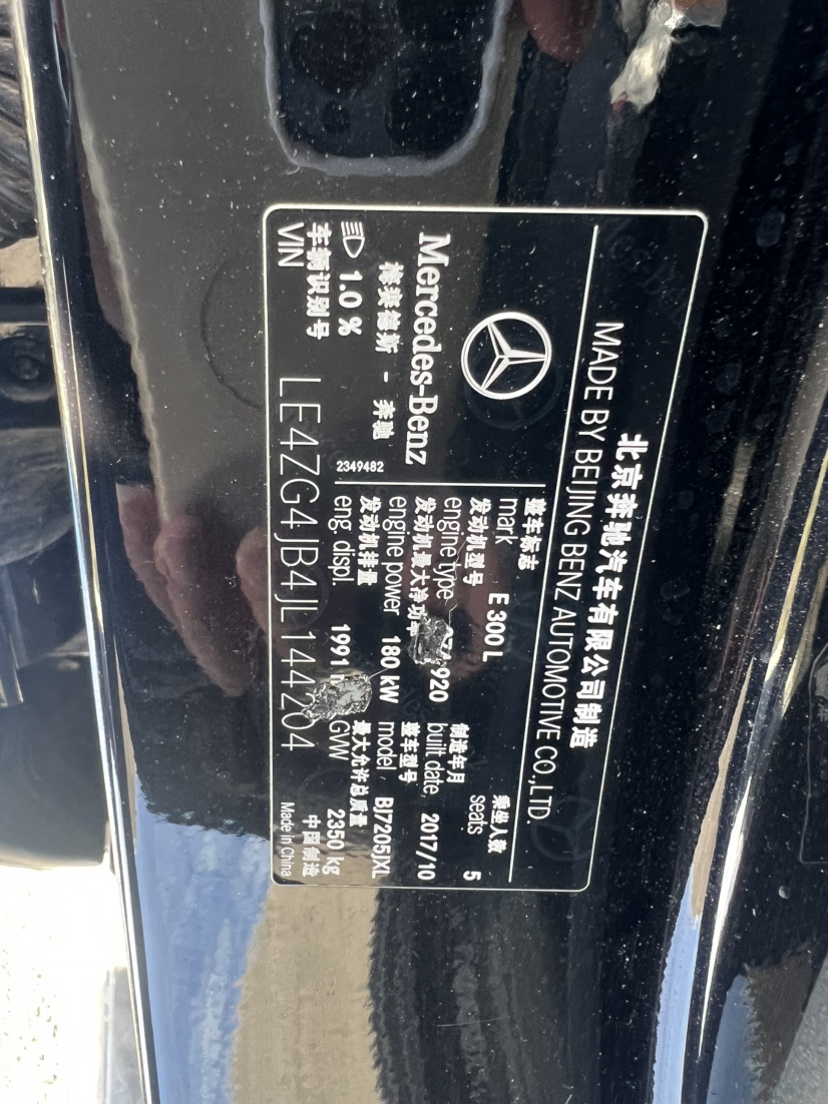 北京奔驰汽车有限公司制造
MADE BY BEIJING BENZ AUTOMOTIVE CO.,LTD.
Mercedes-Benz
梅赛德斯 - 奔驰
1.0 %
2349482
整车标志
mark E 300 L
乘坐人数
seats 5
发动机型号
engine type 920
制造年月
built date 2017/10
发动机最大净功率
engine power 180 kW
整车型号
model BJ7205JXL
发动机排量
eng. displ. 1991
最大允许总质量
GVW 2350 kg
车辆识别号
VIN LE4ZG4JB4JL144204
中国制造
Made in China